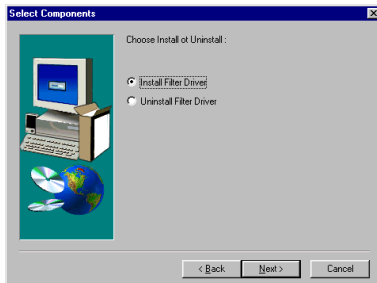 Select Components
Choose Install ot Uninstall :
Install Filter Driver
Uninstall Filter Driver
< Back Next > Cancel